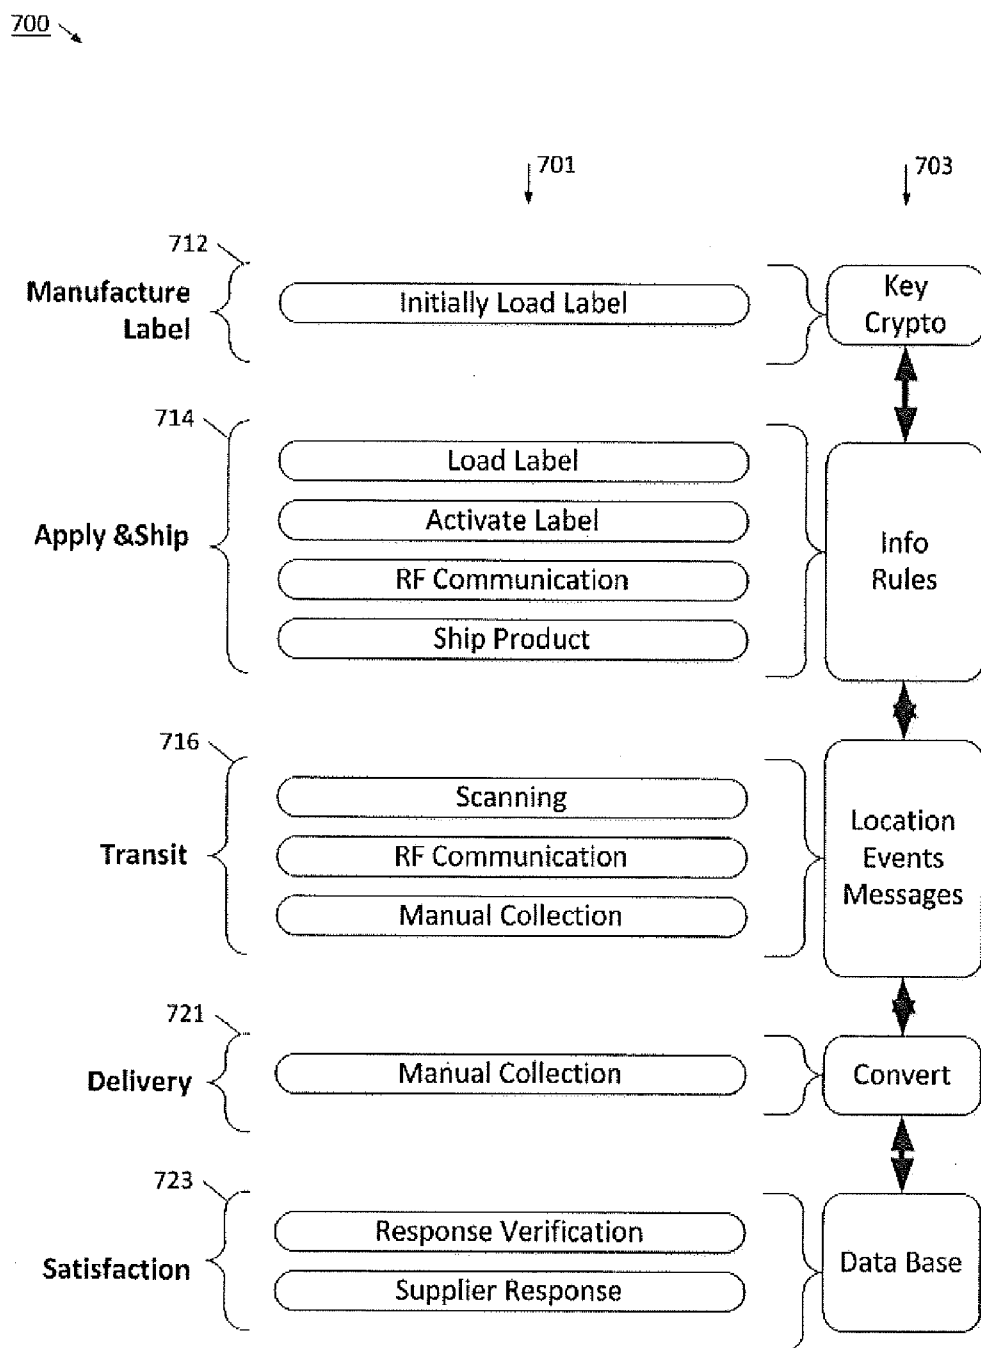 700
701
703
712
Manufacture
Label
Initially Load Label
Key
Crypto
714
Apply &Ship
Load Label
Activate Label
RF Communication
Ship Product
Info
Rules
716
Transit
Scanning
RF Communication
Manual Collection
Location
Events
Messages
721
Delivery
Manual Collection
Convert
723
Satisfaction
Response Verification
Supplier Response
Data Base